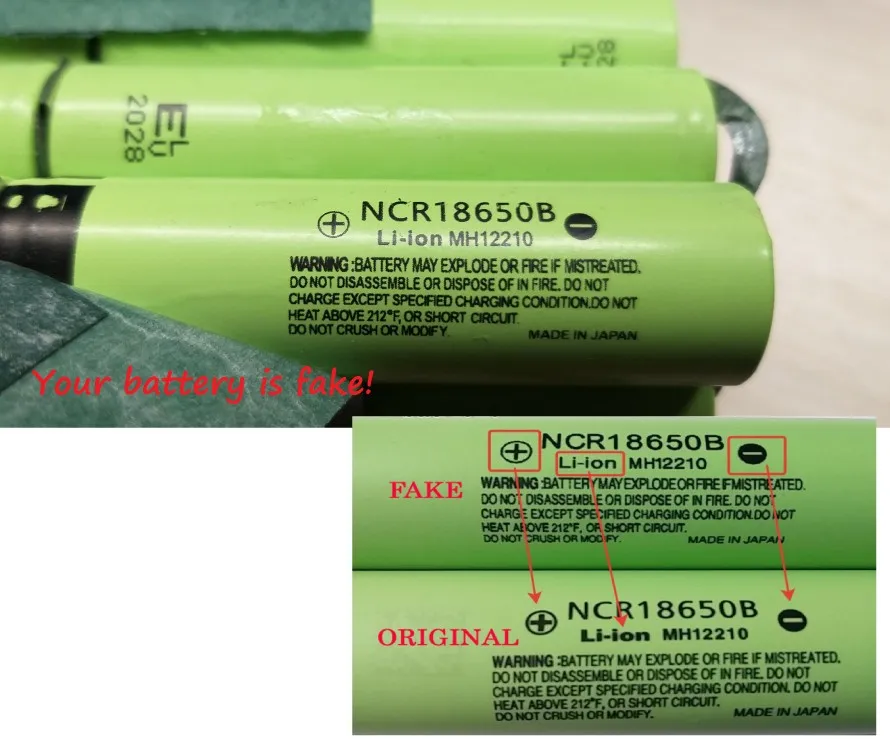 EL
2028
⊕ NCR18650B ⊖
Li-ion MH12210
WARNING :BATTERY MAY EXPLODE OR FIRE IF MISTREATED.
DO NOT DISASSEMBLE OR DISPOSE OF IN FIRE. DO NOT
CHARGE EXCEPT SPECIFIED CHARGING CONDITION.DO NOT
HEAT ABOVE 212°F, OR SHORT CIRCUIT.
DO NOT CRUSH OR MODIFY. MADE IN JAPAN
Your battery is fake!
⊕ NCR18650B ⊖
Li-ion MH12210
FAKE
WARNING :BATTERY MAY EXPLODE OR FIRE IF MISTREATED.
DO NOT DISASSEMBLE OR DISPOSE OF IN FIRE. DO NOT
CHARGE EXCEPT SPECIFIED CHARGING CONDITION.DO NOT
HEAT ABOVE 212°F, OR SHORT CIRCUIT.
DO NOT CRUSH OR MODIFY. MADE IN JAPAN
⊕ NCR18650B ⊖
ORIGINAL
Li-ion MH12210
WARNING :BATTERY MAY EXPLODE OR FIRE IF MISTREATED.
DO NOT DISASSEMBLE OR DISPOSE OF IN FIRE. DO NOT
CHARGE EXCEPT SPECIFIED CHARGING CONDITION. DO NOT
HEAT ABOVE 212°F, OR SHORT CIRCUIT.
DO NOT CRUSH OR MODIFY. MADE IN JAPAN